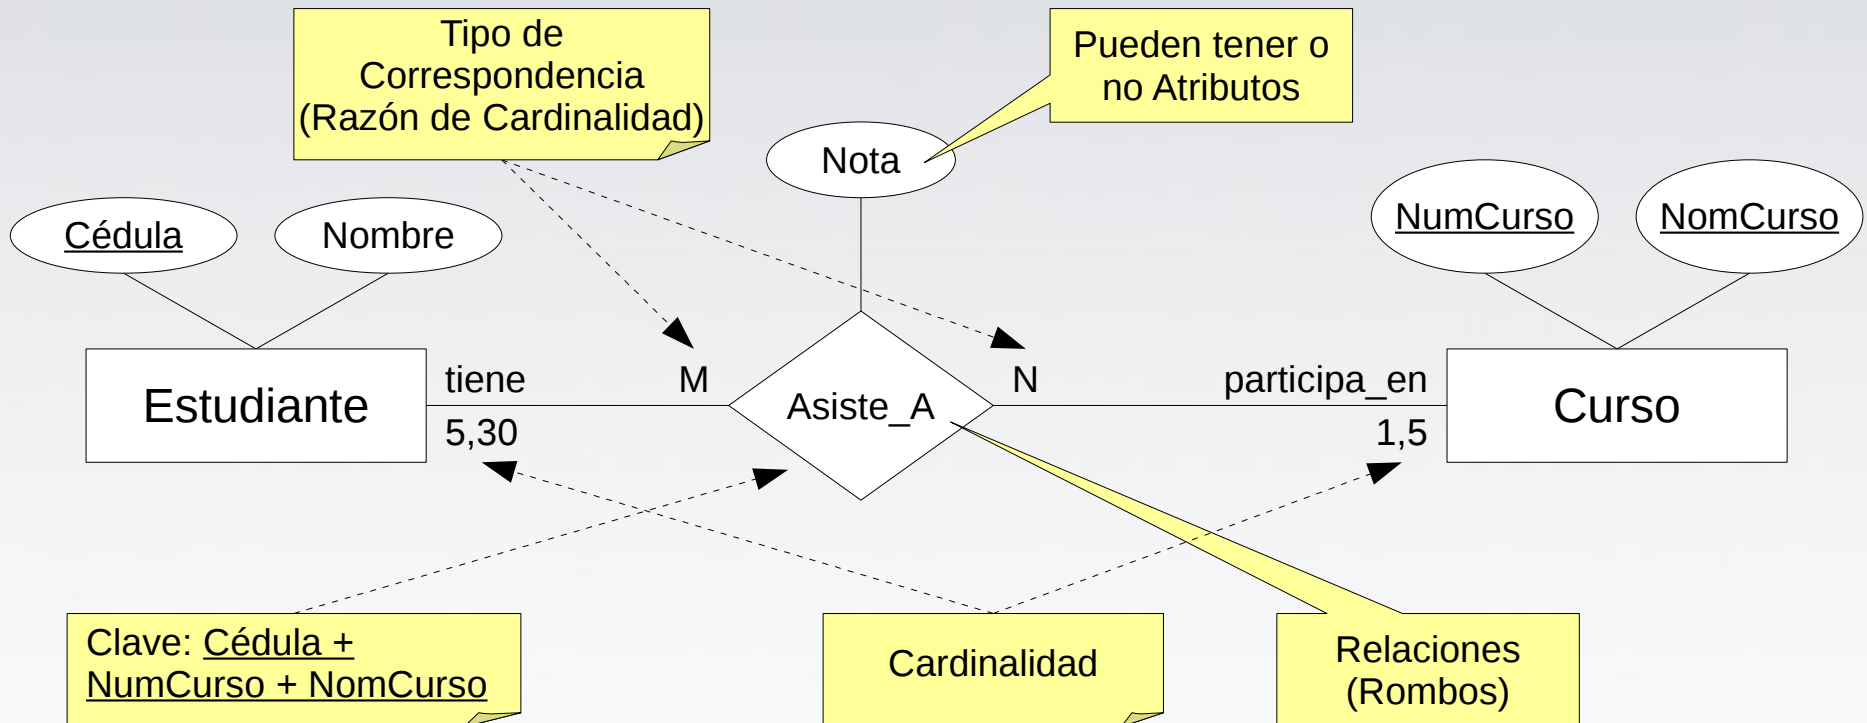 Tipo de
Correspondencia
(Razón de Cardinalidad)
Pueden tener o
no Atributos
Nota
Cédula
Nombre
NumCurso
NomCurso
Estudiante
tiene
M
5,30
Asiste_A
N
participa_en
1,5
Curso
Clave: Cédula +
NumCurso + NomCurso
Cardinalidad
Relaciones
(Rombos)